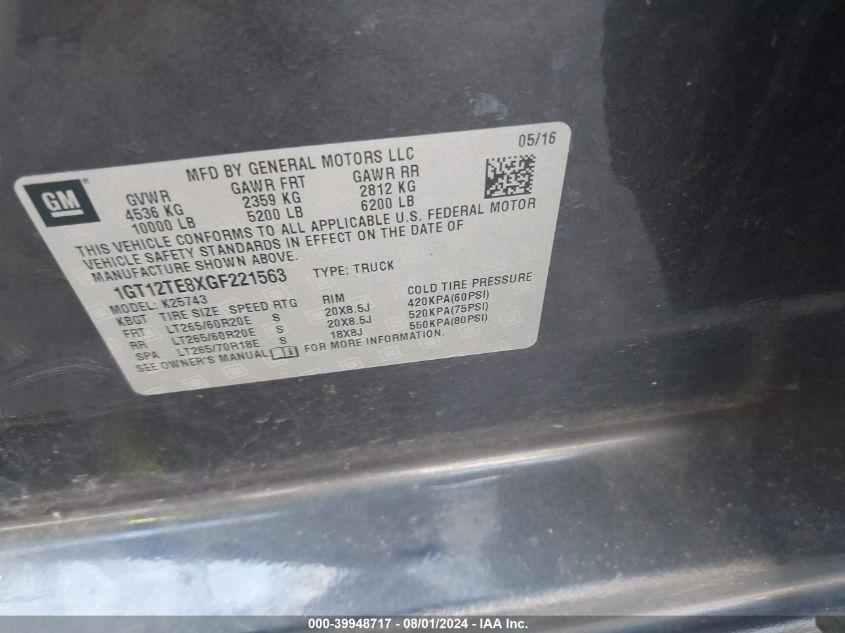 MFD BY GENERAL MOTORS LLC 05/16
GM®
GVWR GAWR FRT GAWR RR
4536 KG 2359 KG 2812 KG
10000 LB 5200 LB 6200 LB
THIS VEHICLE CONFORMS TO ALL APPLICABLE U.S. FEDERAL MOTOR
VEHICLE SAFETY STANDARDS IN EFFECT ON THE DATE OF
MANUFACTURE SHOWN ABOVE.
1GT12TE8XGF221563 TYPE: TRUCK
MODEL: K25743
KBGT TIRE SIZE SPEED RTG RIM COLD TIRE PRESSURE
FRT LT265/60R20E S 20X8.5J 420KPA(60PSI)
RR LT265/60R20E S 20X8.5J 520KPA(75PSI)
SPA LT265/70R18E S 18X8J 550KPA(80PSI)
SEE OWNER'S MANUAL FOR MORE INFORMATION.
000-39948717 - 08/01/2024 - IAA Inc.